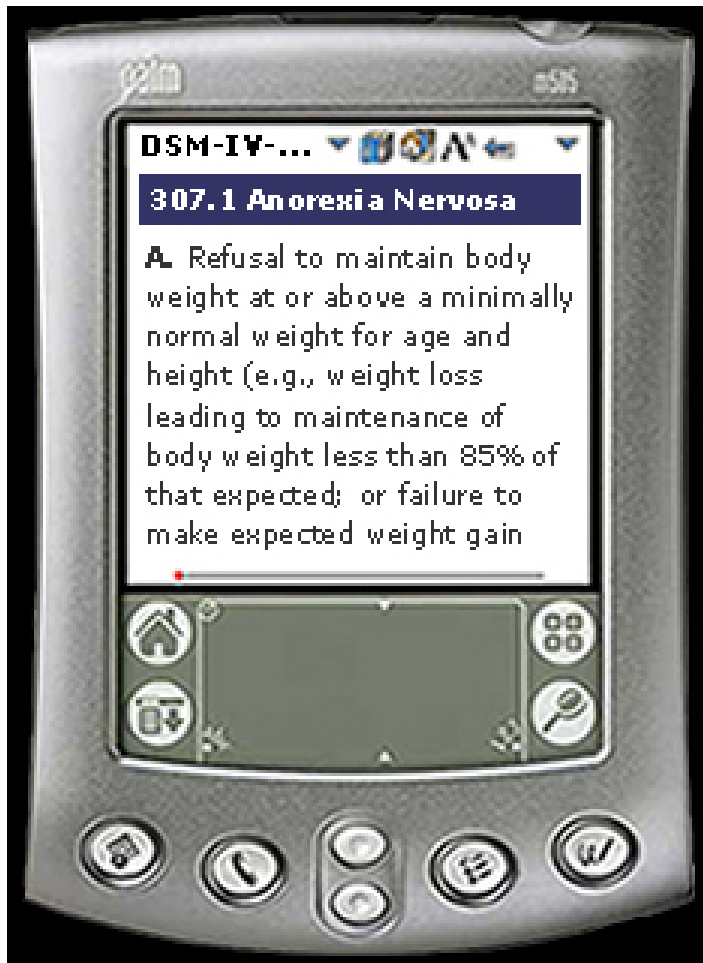 palm
m505
DSM-IV-...
307.1 Anorexia Nervosa
A. Refusal to maintain body
weight at or above a minimally
normal weight for age and
height (e.g., weight loss
leading to maintenance of
body weight less than 85% of
that expected; or failure to
make expected weight gain